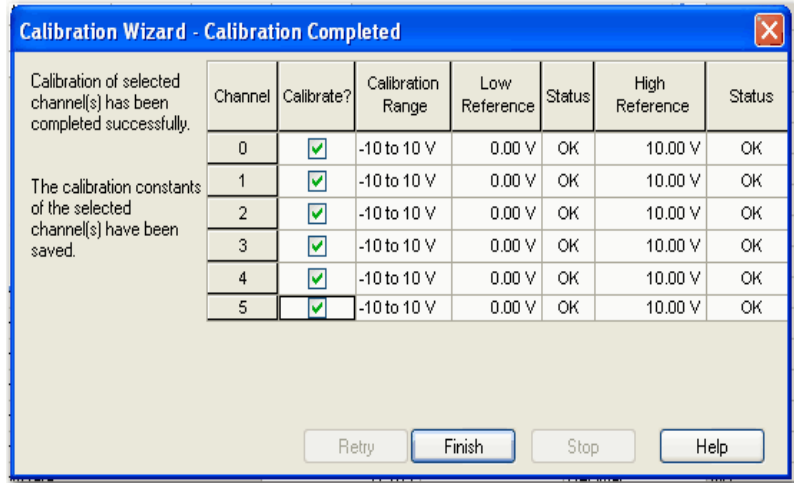 Calibration Wizard - Calibration Completed
Calibration of selected
channel(s) has been
completed successfully.
The calibration constants
of the selected
channel(s) have been
saved.
Channel Calibrate? Calibration Range Low Reference Status High Reference Status
0 -10 to 10 V 0.00 V OK 10.00 V OK
1 -10 to 10 V 0.00 V OK 10.00 V OK
2 -10 to 10 V 0.00 V OK 10.00 V OK
3 -10 to 10 V 0.00 V OK 10.00 V OK
4 -10 to 10 V 0.00 V OK 10.00 V OK
5 -10 to 10 V 0.00 V OK 10.00 V OK
Retry Finish Stop Help